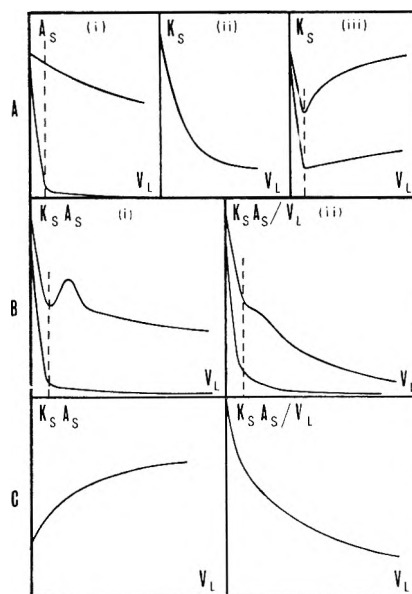 A_S (i) K_S (ii) K_S (iii)
A
V_L V_L V_L
K_S A_S (i) K_S A_S / V_L (ii)
B
V_L V_L
K_S A_S K_S A_S / V_L
C
V_L V_L